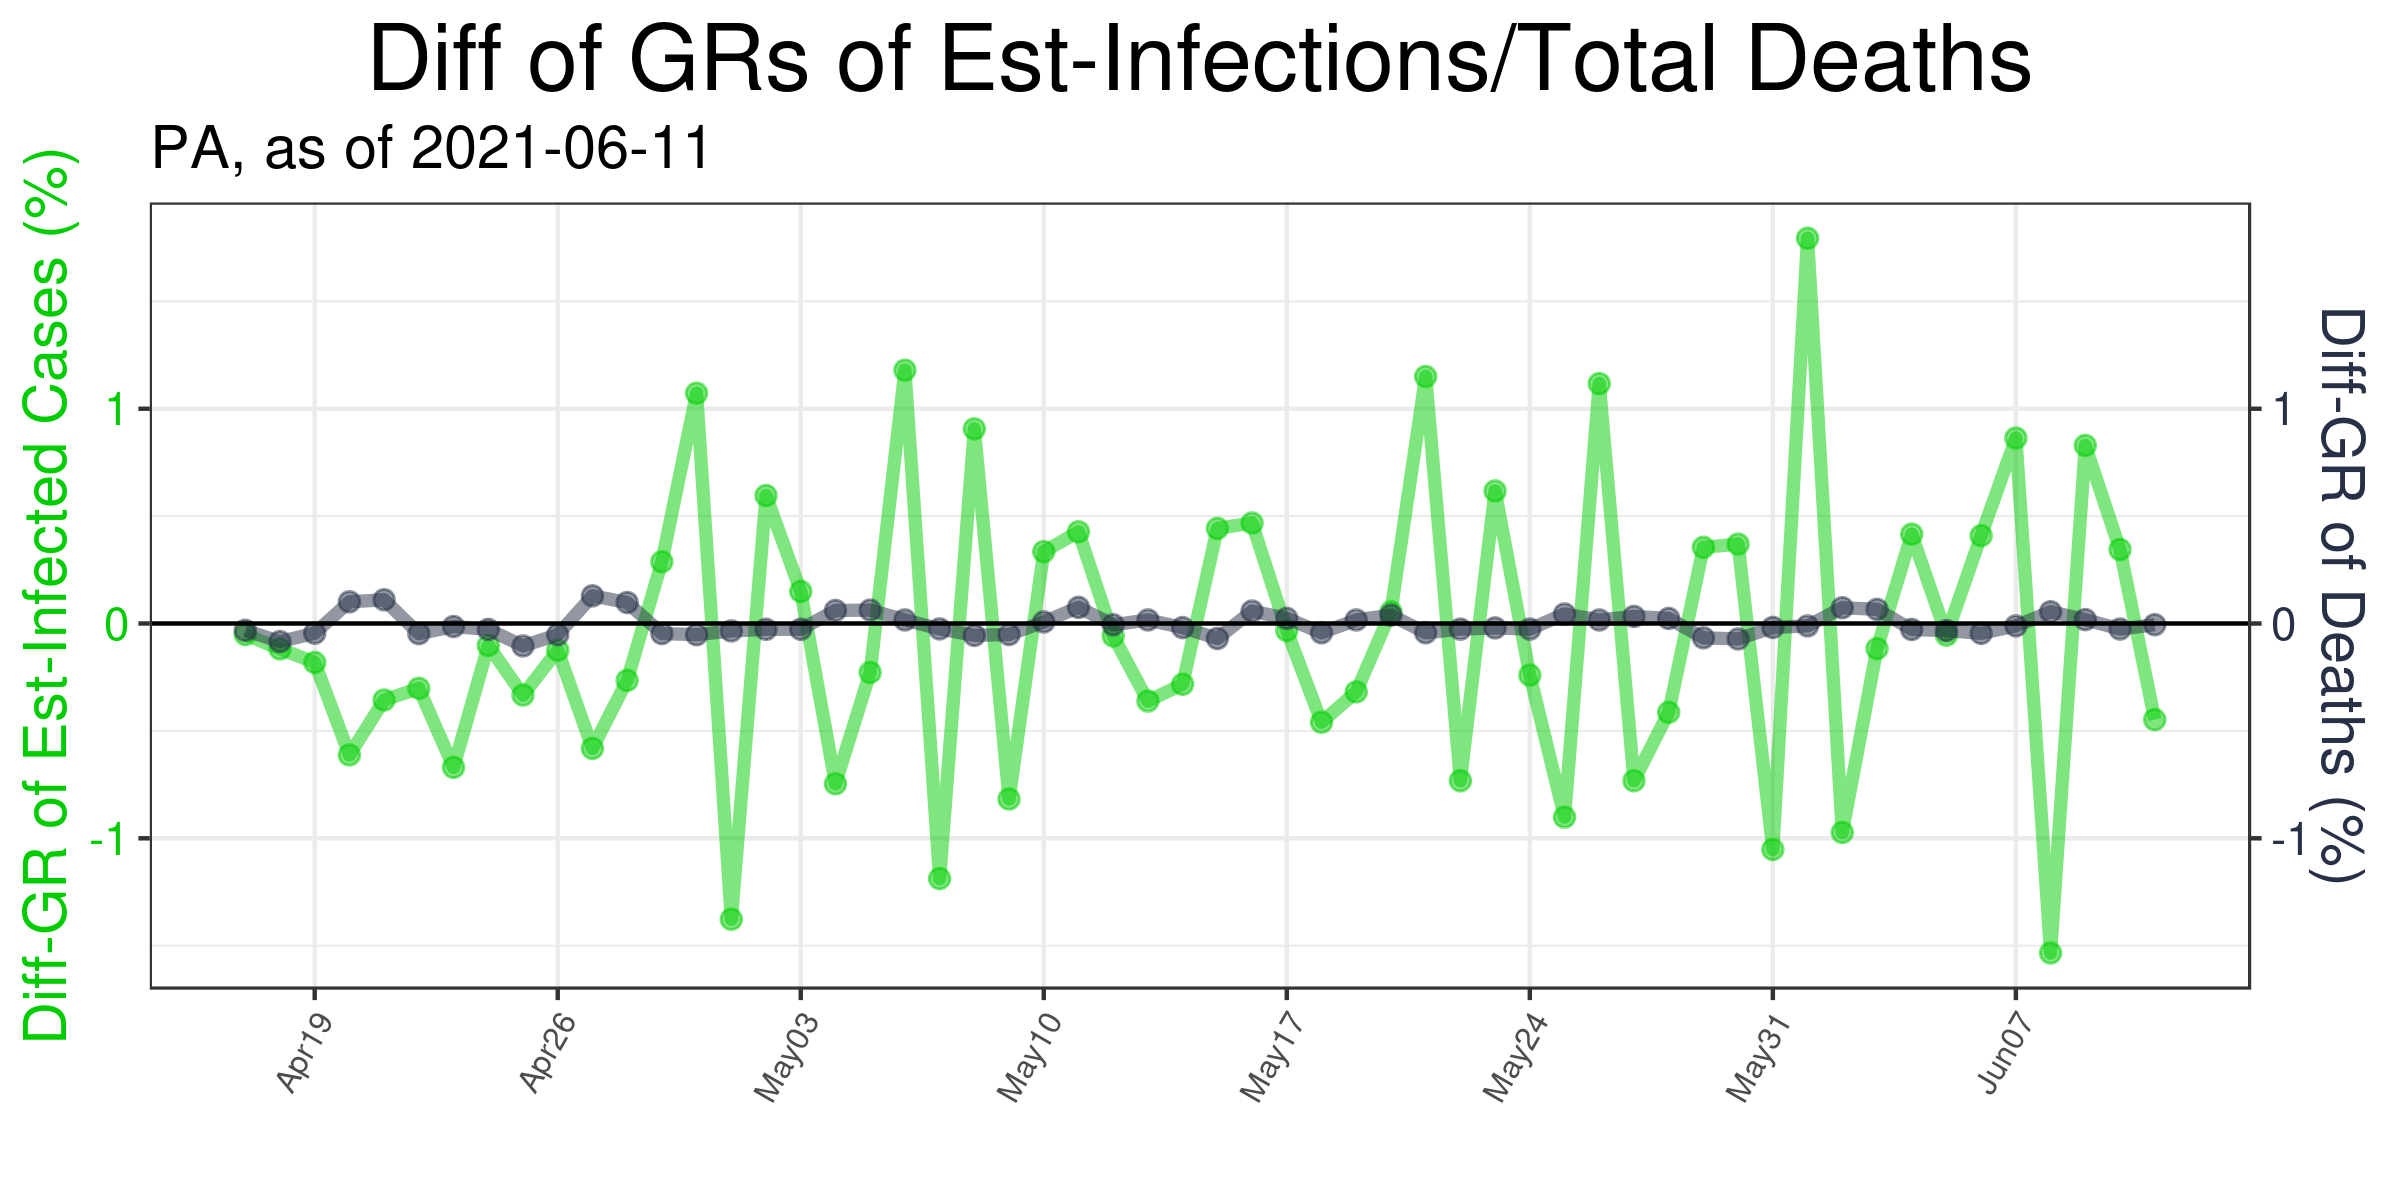 Diff of GRs of Est-Infections/Total Deaths
PA, as of 2021-06-11
Diff-GR of Est-Infected Cases (%)
1
0
-1
1
0
-1
Diff-GR of Deaths (%)
Apr19
Apr26
May03
May10
May17
May24
May31
Jun07